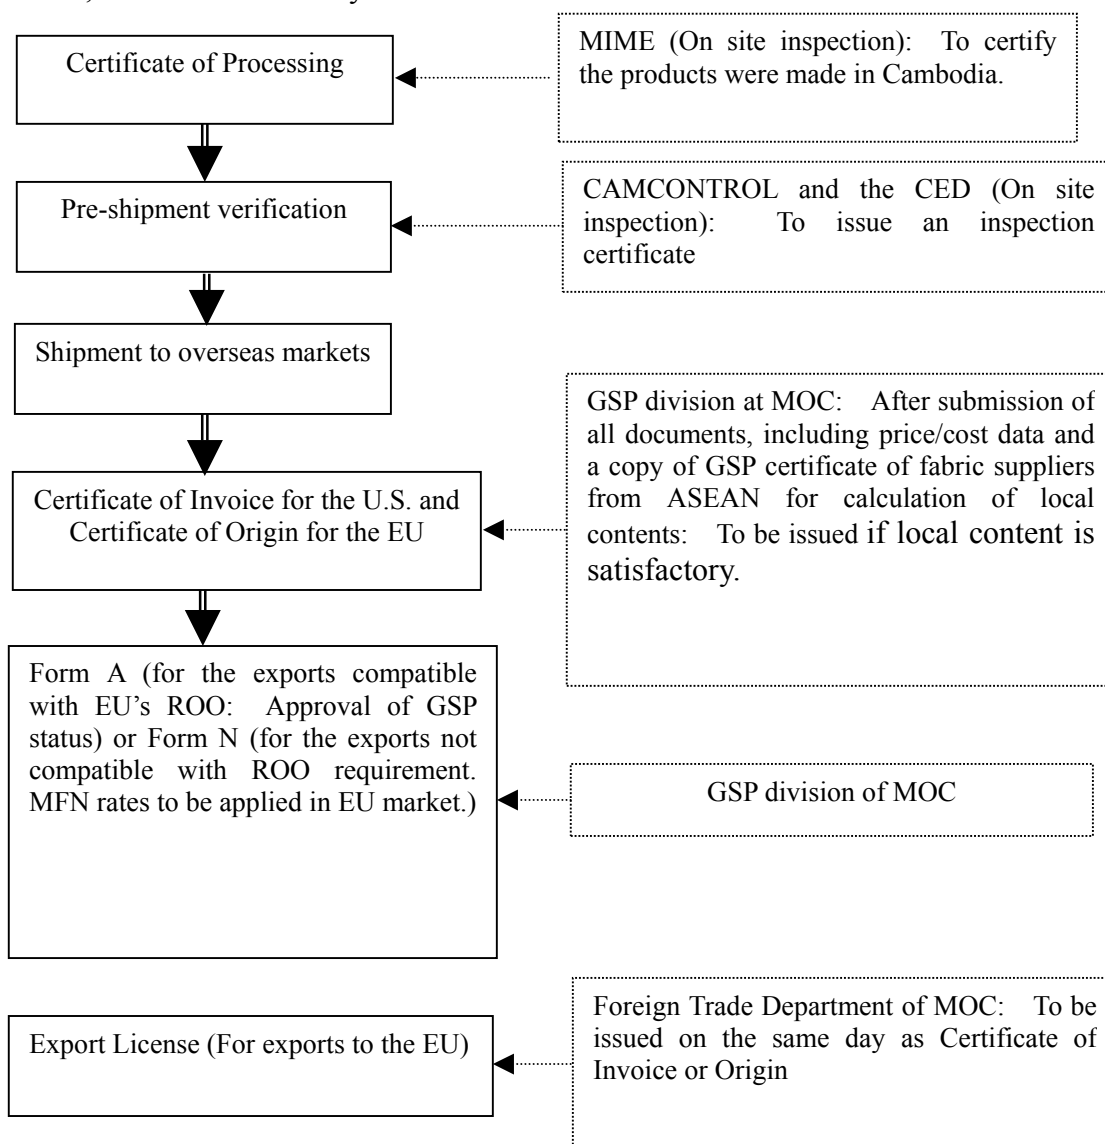 Certificate of Processing
MIME (On site inspection): To certify
the products were made in Cambodia.
Pre-shipment verification
CAMCONTROL and the CED (On site
inspection): To issue an inspection
certificate
Shipment to overseas markets
GSP division at MOC: After submission of
all documents, including price/cost data and
a copy of GSP certificate of fabric suppliers
from ASEAN for calculation of local
contents: To be issued if local content is
satisfactory.
Certificate of Invoice for the U.S. and
Certificate of Origin for the EU
Form A (for the exports compatible
with EU's ROO: Approval of GSP
status) or Form N (for the exports not
compatible with ROO requirement.
MFN rates to be applied in EU market.)
GSP division of MOC
Export License (For exports to the EU)
Foreign Trade Department of MOC: To be
issued on the same day as Certificate of
Invoice or Origin